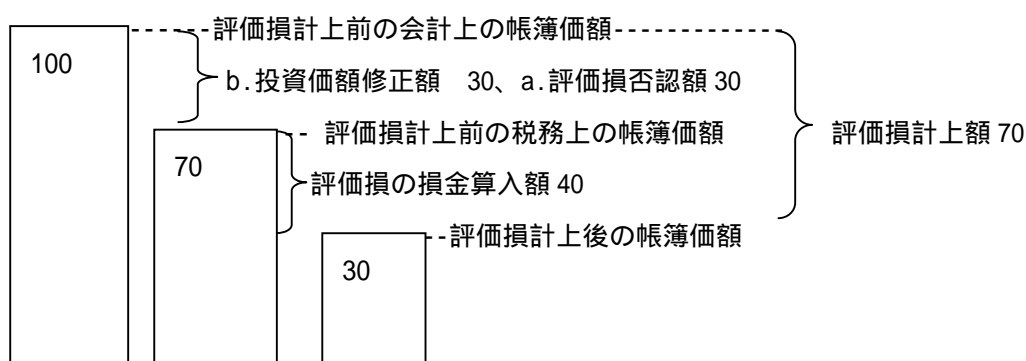 評価損計上前の会計上の帳簿価額
100
b.投資価額修正額　30、a.評価損否認額 30
評価損計上前の税務上の帳簿価額
評価損計上額 70
70
評価損の損金算入額 40
評価損計上後の帳簿価額
30